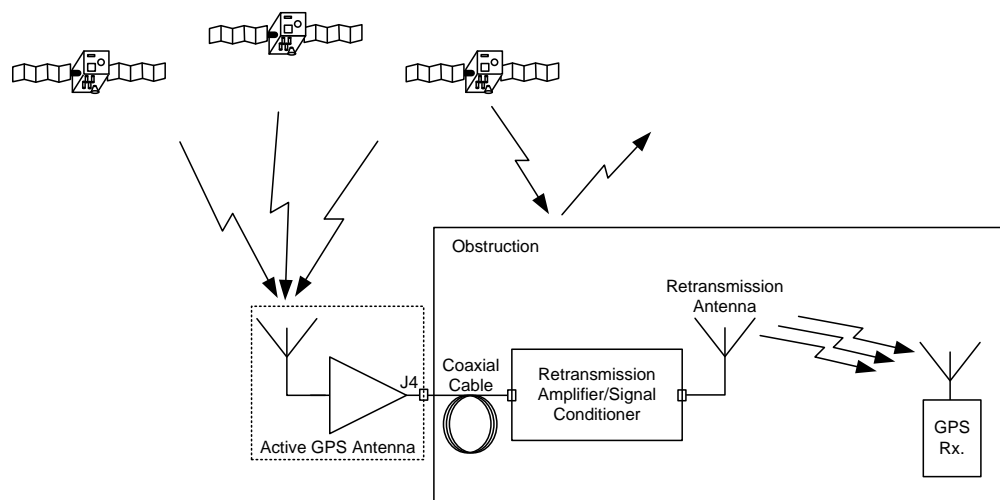 Obstruction
Retransmission
Antenna
J4
Coaxial
Cable
Retransmission
Amplifier/Signal
Conditioner
Active GPS Antenna
GPS
Rx.